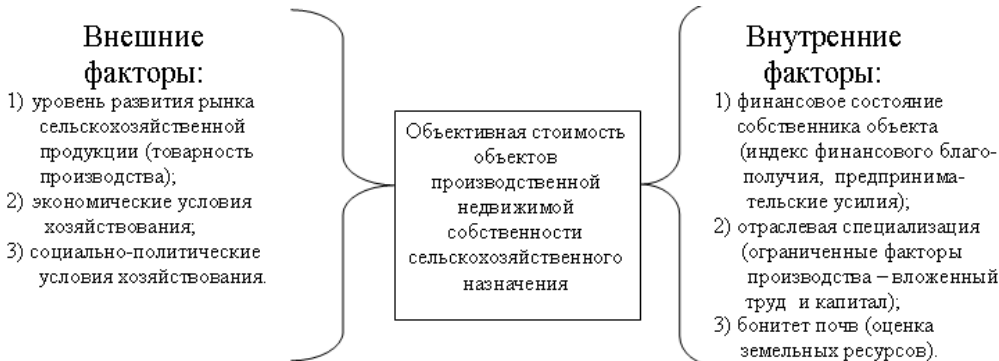 Внешние
факторы:
1) уровень развития рынка
сельскохозяйственной
продукции (товарность
производства);
2) экономические условия
хозяйствования;
3) социально-политические
условия хозяйствования.
Объективная стоимость
объектов
производственной
недвижимой
собственности
сельскохозяйственного
назначения
Внутренние
факторы:
1) финансовое состояние
собственника объекта
(индекс финансового благо-
получия, предпринима-
тельские усилия);
2) отраслевая специализация
(ограниченные факторы
производства – вложенный
труд и капитал);
3) бонитет почв (оценка
земельных ресурсов).